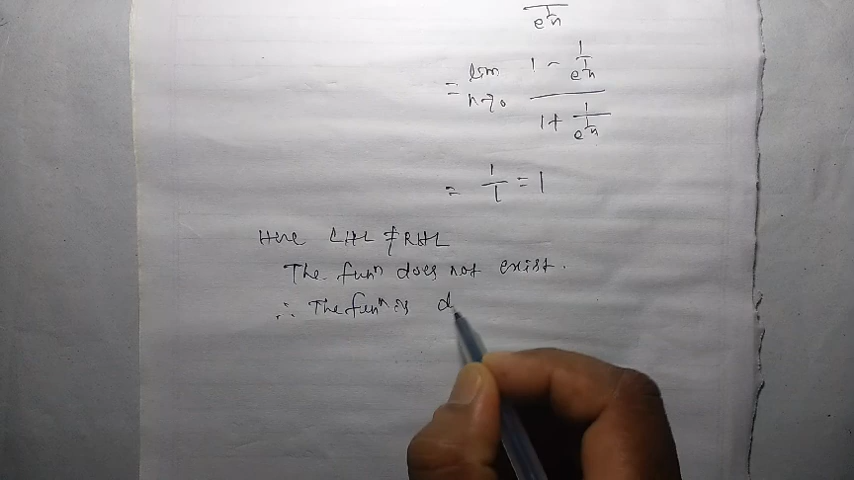 e^{1/h}
= lim h→0 (1 - 1/e^{1/h}) / (1 + 1/e^{1/h})
= 1/1 = 1
Here LHL ≠ RHL
The funⁿ does not exist.
∴ The funⁿ is d